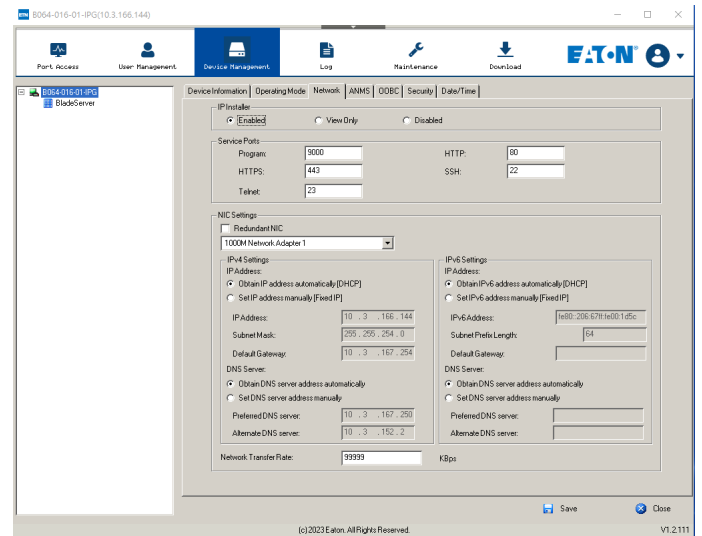 ETN B064-016-01-IPG(10.3.166.144)
Port Access User Management Device Management Log Maintenance Download EATON
B064-016-01-IPG
BladeServer
Device Information Operating Mode Network ANMS OOBC Security Date/Time
IP Installer
Enabled View Only Disabled
Service Ports
Program: 9000 HTTP: 80
HTTPS: 443 SSH: 22
Telnet: 23
NIC Settings
Redundant NIC
1000M Network Adapter 1
IPv4 Settings
IP Address:
Obtain IP address automatically [DHCP]
Set IP address manually [Fixed IP]
IP Address: 10 . 3 . 166 . 144
Subnet Mask: 255 . 255 . 254 . 0
Default Gateway: 10 . 3 . 167 . 254
DNS Server:
Obtain DNS server address automatically
Set DNS server address manually
Preferred DNS server: 10 . 3 . 167 . 250
Alternate DNS server: 10 . 3 . 152 . 2
IPv6 Settings
IP Address:
Obtain IPv6 address automatically [DHCP]
Set IPv6 address manually [Fixed IP]
IPv6 Address: fe80::206:67ff:fe00:1d5c
Subnet Prefix Length: 64
Default Gateway:
DNS Server:
Obtain DNS server address automatically
Set DNS server address manually
Preferred DNS server:
Alternate DNS server:
Network Transfer Rate: 99999 KBps
Save Close
(c) 2023 Eaton. All Rights Reserved. V1.2.111